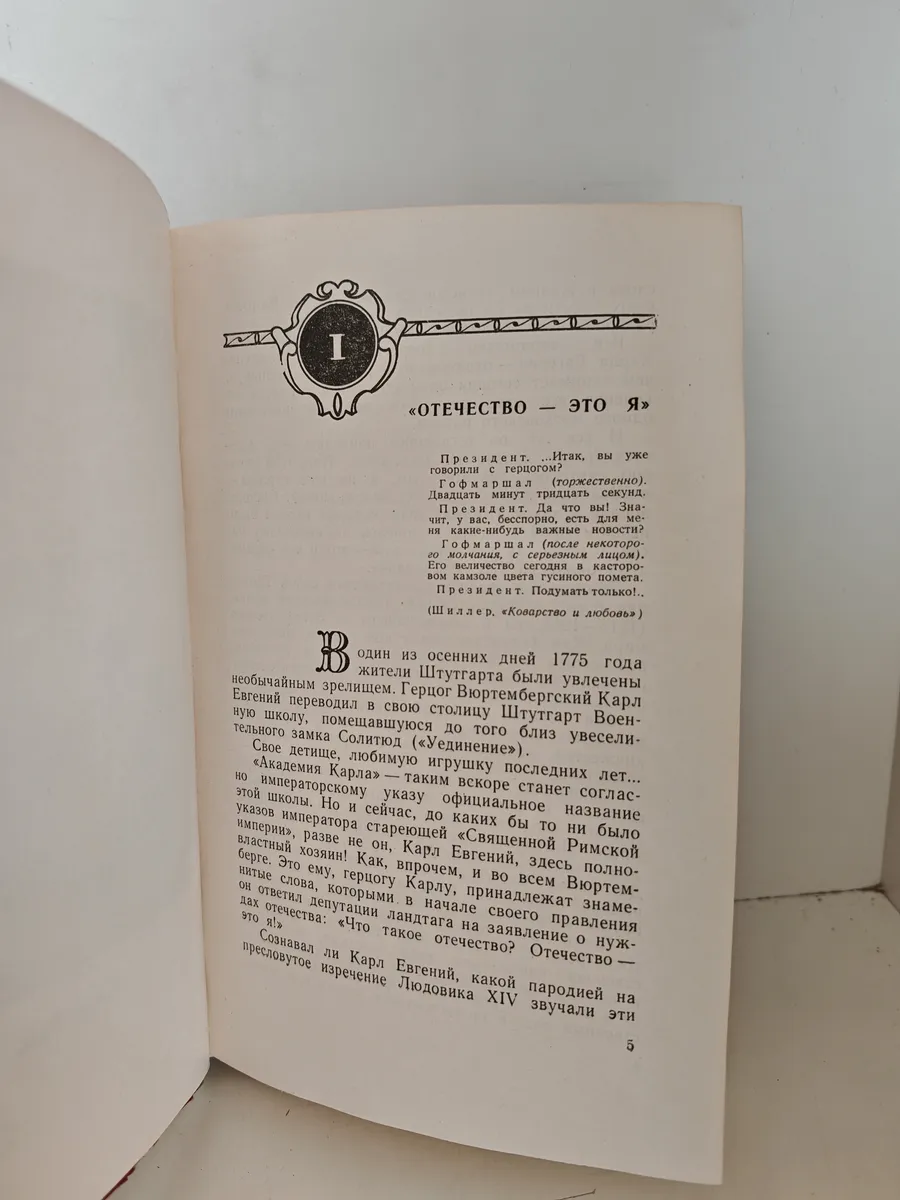 I
«ОТЕЧЕСТВО — ЭТО Я»
Президент. ...Итак, вы уже
говорили с герцогом?
Гофмаршал (торжественно).
Двадцать минут тридцать секунд.
Президент. Да что вы! Зна-
чит, у вас, бесспорно, есть для ме-
ня какие-нибудь важные новости?
Гофмаршал (после некоторо-
го молчания, с серьезным лицом).
Его величество сегодня в касторо-
вом камзоле цвета гусиного помета.
Президент. Подумать только!..
(Шиллер, «Коварство и любовь»)
В один из осенних дней 1775 года
жители Штутгарта были увлечены
необычайным зрелищем. Герцог Вюртембергский Карл
Евгений переводил в свою столицу Штутгарт Воен-
ную школу, помещавшуюся до того близ увесели-
тельного замка Солитюд («Уединение»).
Свое детище, любимую игрушку последних лет...
«Академия Карла» — таким вскоре станет соглас-
но императорскому указу официальное название
этой школы. Но и сейчас, до каких бы то ни было
указов императора стареющей «Священной Римской
империи», разве не он, Карл Евгений, здесь полно-
властный хозяин! Как, впрочем, и во всем Вюртем-
берге. Это ему, герцогу Карлу, принадлежат знаме-
нитые слова, которыми в начале своего правления
он ответил депутации ландтага на заявление о нуж-
дах отечества: «Что такое отечество? Отечество —
это я!»
Сознавал ли Карл Евгений, какой пародией на
пресловутое изречение Людовика XIV звучали эти
5